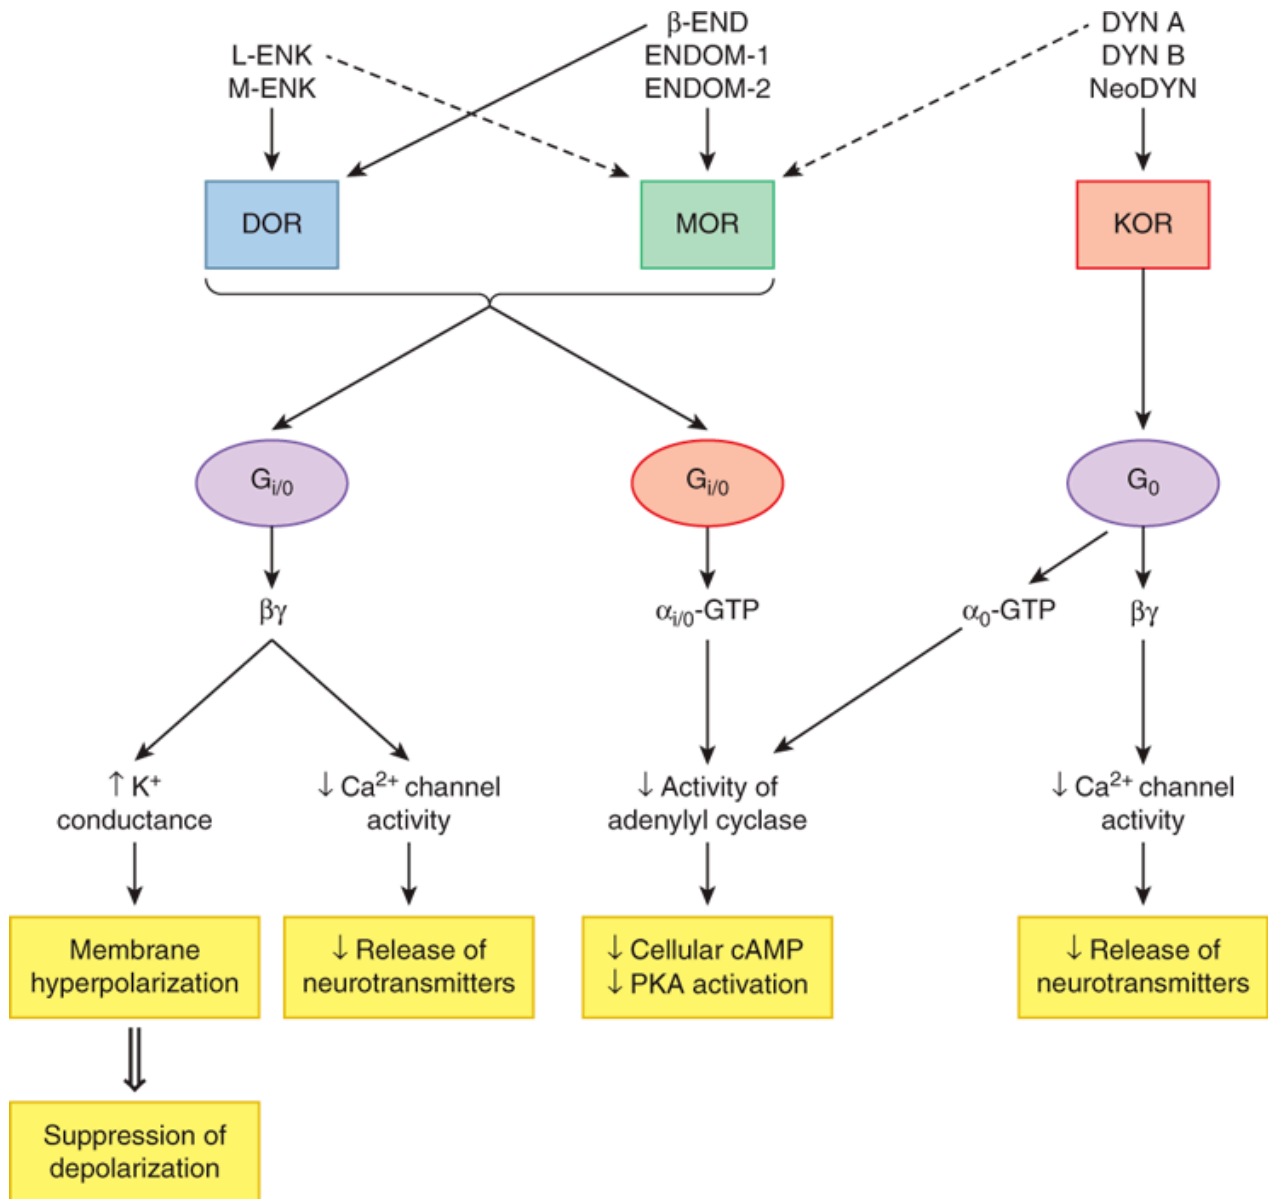 β-END
DYN A
L-ENK
ENDOM-1
DYN B
M-ENK
ENDOM-2
NeoDYN
DOR
MOR
KOR
Gi/0
Gi/0
G0
βγ
αi/0-GTP
α0-GTP
βγ
↑ K+
conductance
↓ Ca2+ channel
activity
↓ Activity of
adenylyl cyclase
↓ Ca2+ channel
activity
Membrane
hyperpolarization
↓ Release of
neurotransmitters
↓ Cellular cAMP
↓ PKA activation
↓ Release of
neurotransmitters
Suppression of
depolarization